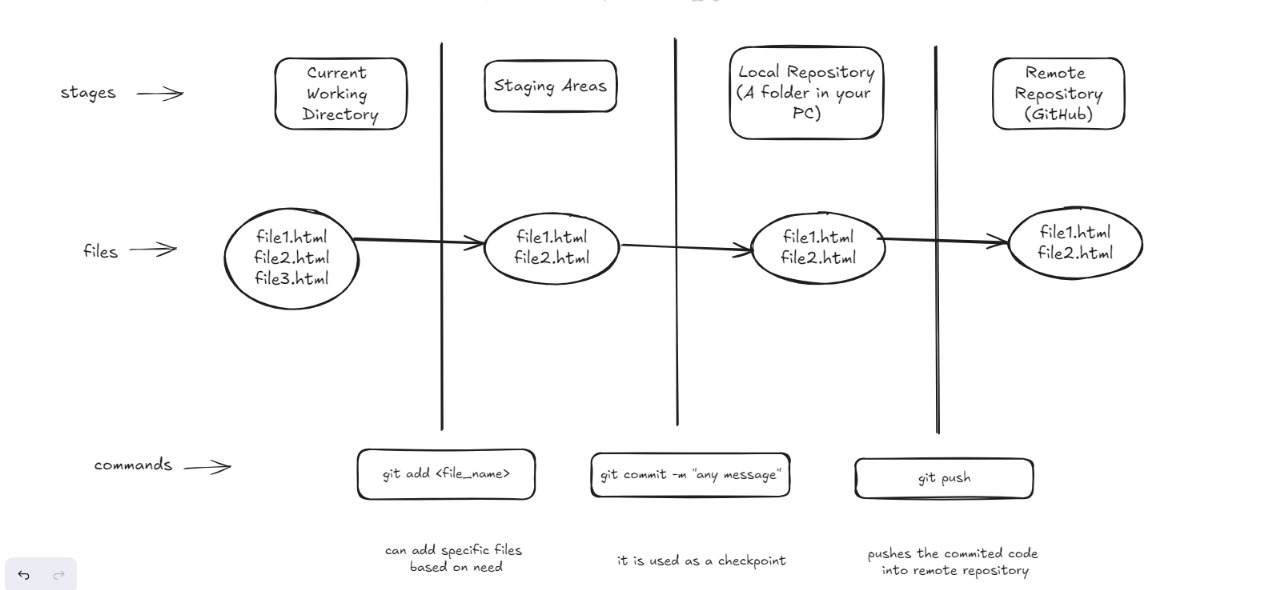 stages
Current
Working
Directory
Staging Areas
Local Repository
(A folder in your
PC)
Remote
Repository
(GitHub)
files
file1.html
file2.html
file3.html
file1.html
file2.html
file1.html
file2.html
file1.html
file2.html
commands
git add <file_name>
git commit -m "any message"
git push
can add specific files
based on need
it is used as a checkpoint
pushes the commited code
into remote repository